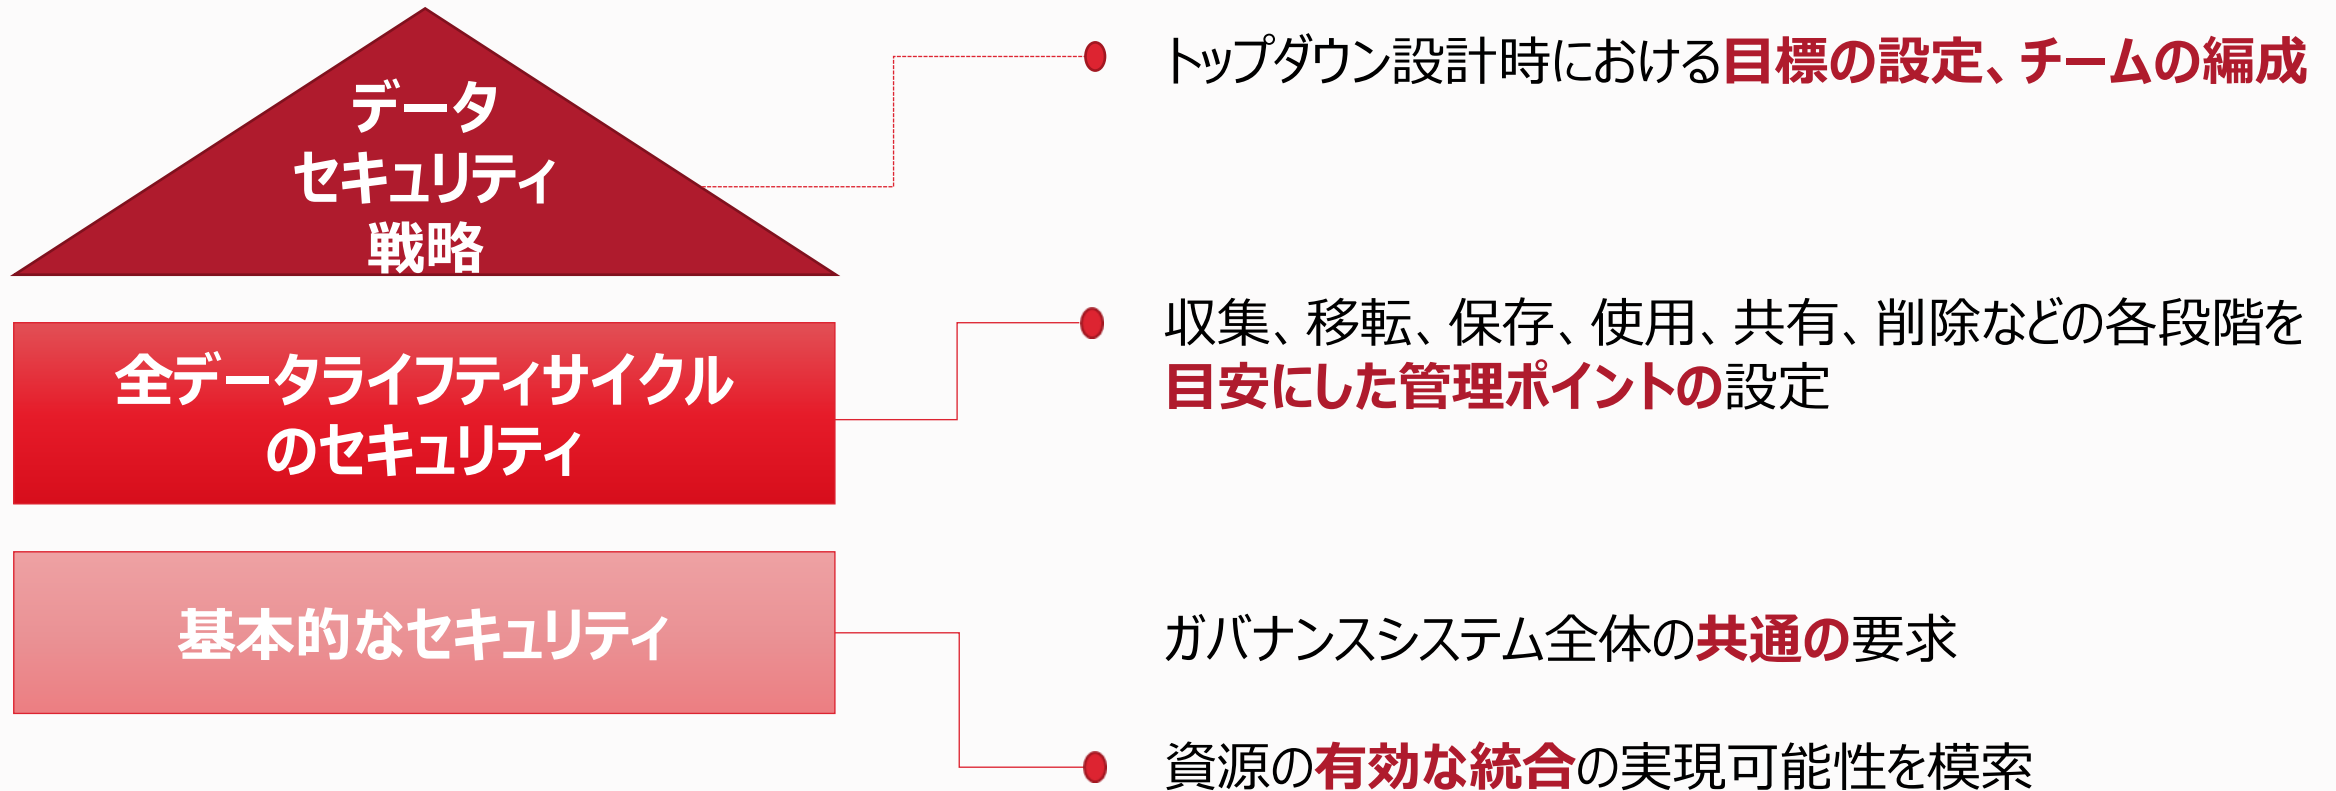 データ
セキュリティ
戦略
トップダウン設計時における目標の設定、チームの編成
全データライフティサイクル
のセキュリティ
収集、移転、保存、使用、共有、削除などの各段階を
目安にした管理ポイントの設定
基本的なセキュリティ
ガバナンスシステム全体の共通の要求
資源の有効な統合の実現可能性を模索